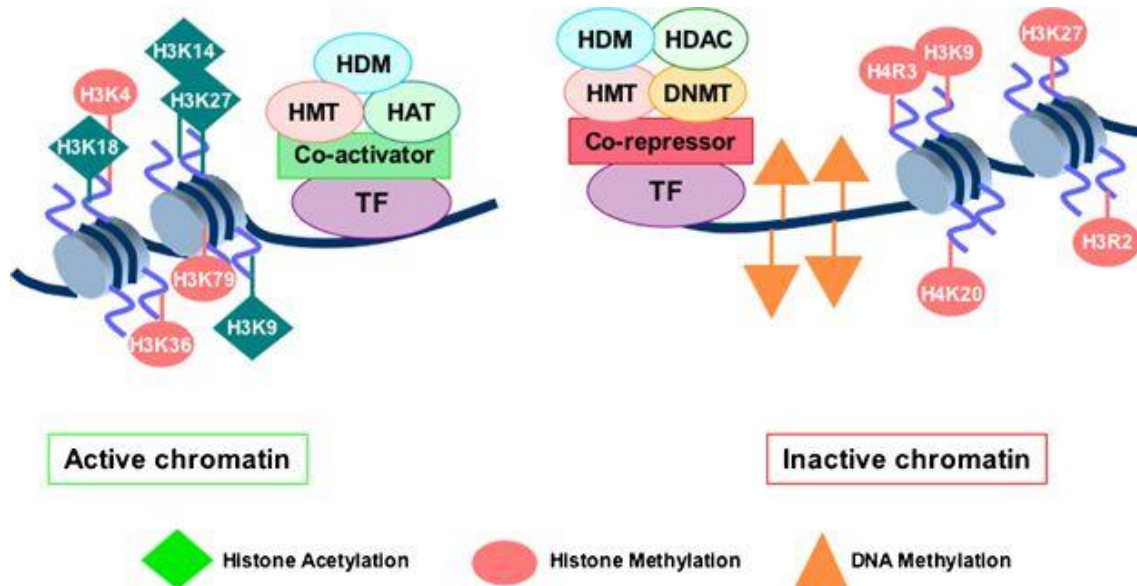 H3K14
H3K4
H3K27
H3K18
HDM
HMT
HAT
Co-activator
TF
H3K79
H3K9
H3K36
HDM
HDAC
HMT
DNMT
Co-repressor
TF
H3K27
H3K9
H4R3
H3R2
H4K20
Active chromatin
Inactive chromatin
Histone Acetylation
Histone Methylation
DNA Methylation